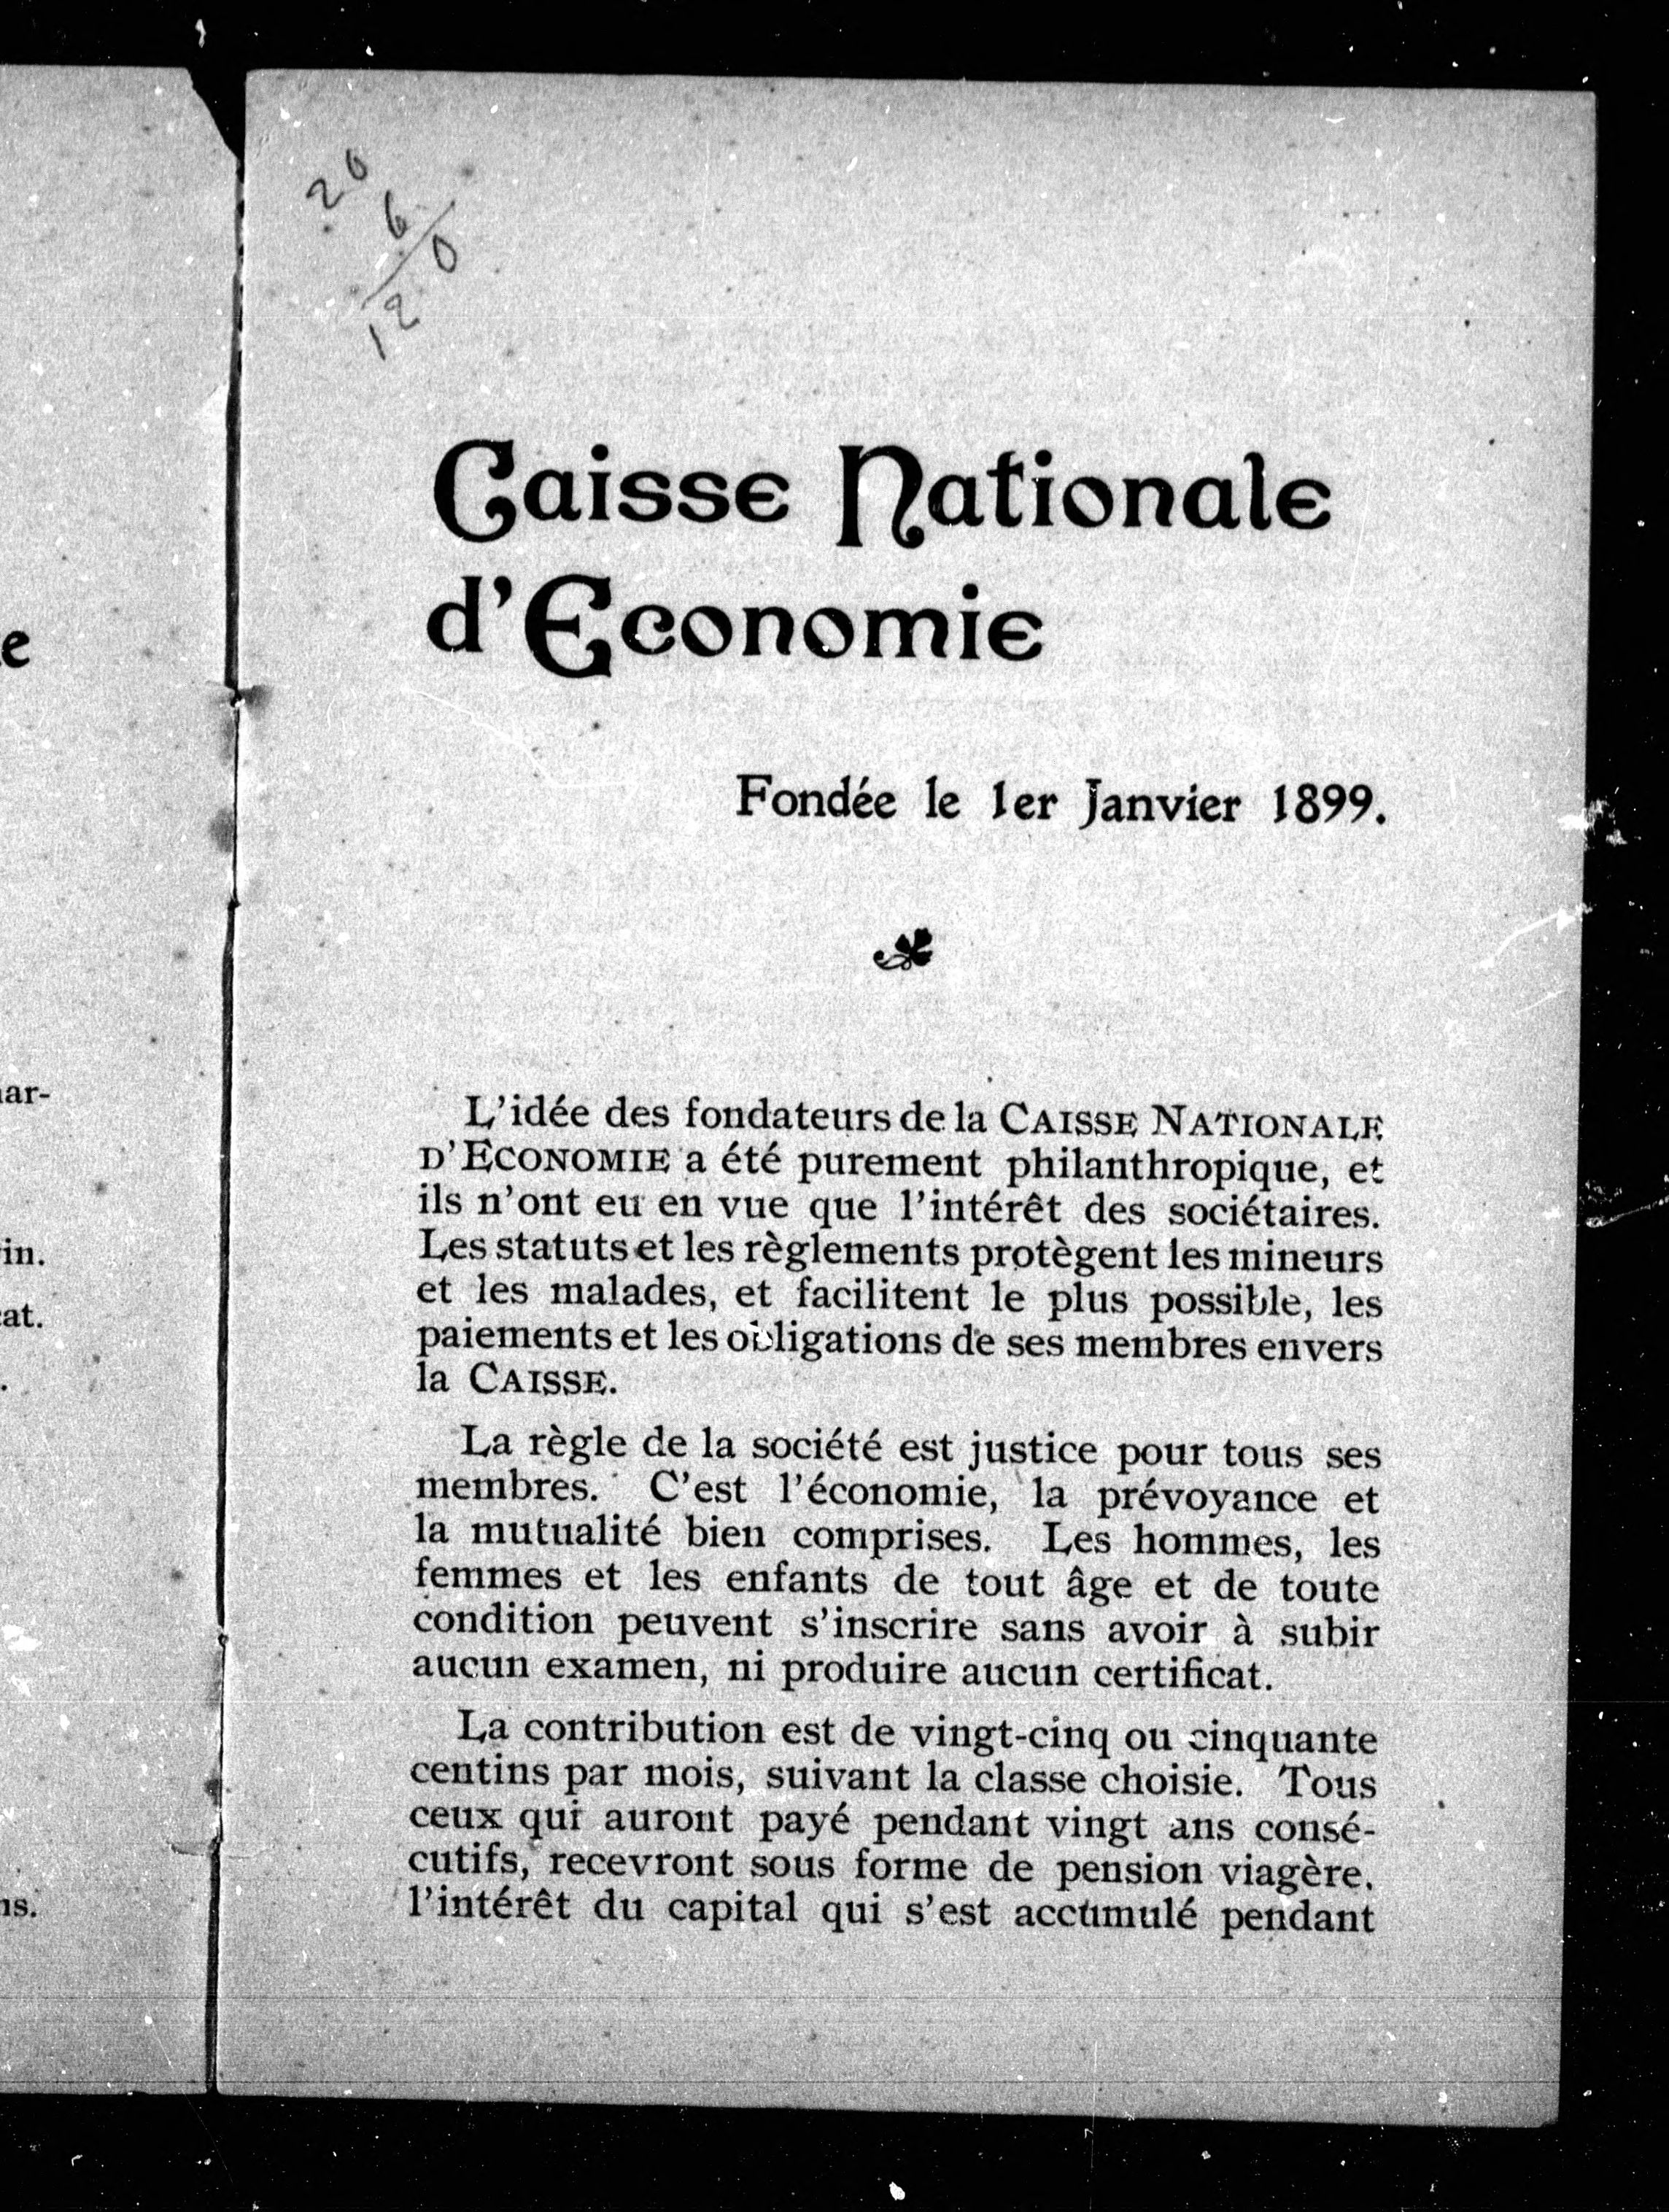 20
6
120
Caisse Nationale
d'Economie
Fondée le 1er Janvier 1899.
L'idée des fondateurs de la CAISSE NATIONALE
D'ECONOMIE a été purement philanthropique, et
ils n'ont eu en vue que l'intérêt des sociétaires.
Les statuts et les règlements protègent les mineurs
et les malades, et facilitent le plus possible, les
paiements et les obligations de ses membres envers
la CAISSE.
La règle de la société est justice pour tous ses
membres. C'est l'économie, la prévoyance et
la mutualité bien comprises. Les hommes, les
femmes et les enfants de tout âge et de toute
condition peuvent s'inscrire sans avoir à subir
aucun examen, ni produire aucun certificat.
La contribution est de vingt-cinq ou cinquante
centins par mois, suivant la classe choisie. Tous
ceux qui auront payé pendant vingt ans consé-
cutifs, recevront sous forme de pension viagère,
l'intérêt du capital qui s'est accumulé pendant